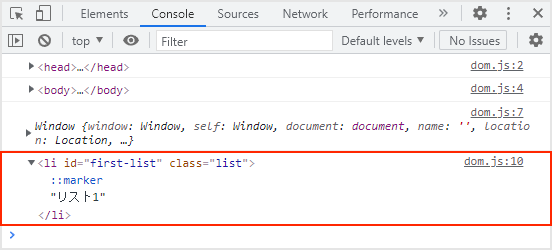 Elements Console Sources Network Performance »
top ▼ Filter Default levels ▼ No Issues
▶<head>…</head> dom.js:2
▶<body>…</body> dom.js:4
dom.js:7
▶Window {window: Window, self: Window, document: document, name: '', locatio
n: Location, …}
▼<li id="first-list" class="list"> dom.js:10
::marker
"リスト1"
</li>
>